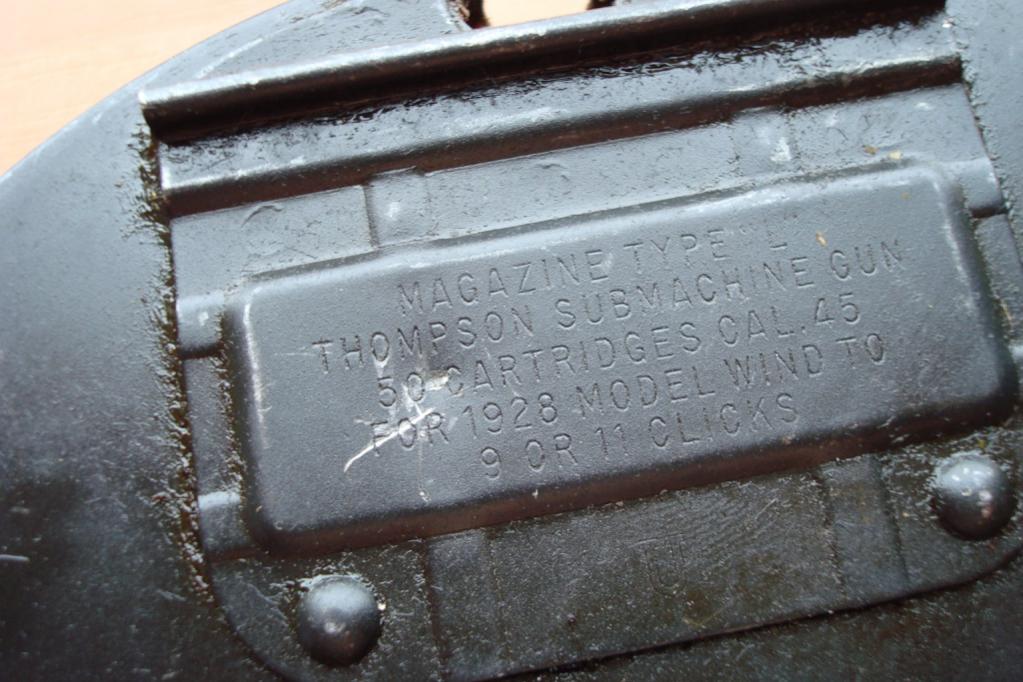 MAGAZINE TYPE "L"
THOMPSON SUBMACHINE GUN
50 CARTRIDGES CAL. 45
FOR 1928 MODEL WIND TO
9 OR 11 CLICKS
U